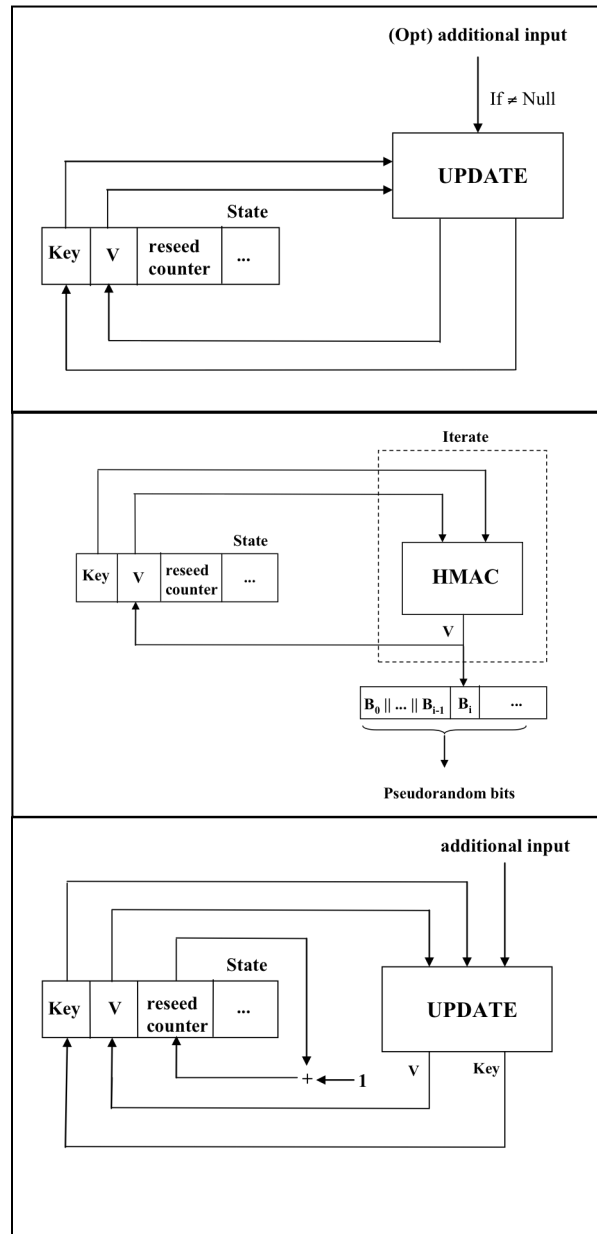 (Opt) additional input
If ≠ Null
UPDATE
State
Key V reseed counter ...
Iterate
State
Key V reseed counter ...
HMAC
V
B₀ || ... || Bᵢ₋₁ Bᵢ ...
Pseudorandom bits
additional input
State
Key V reseed counter ...
UPDATE
V Key
+ 1